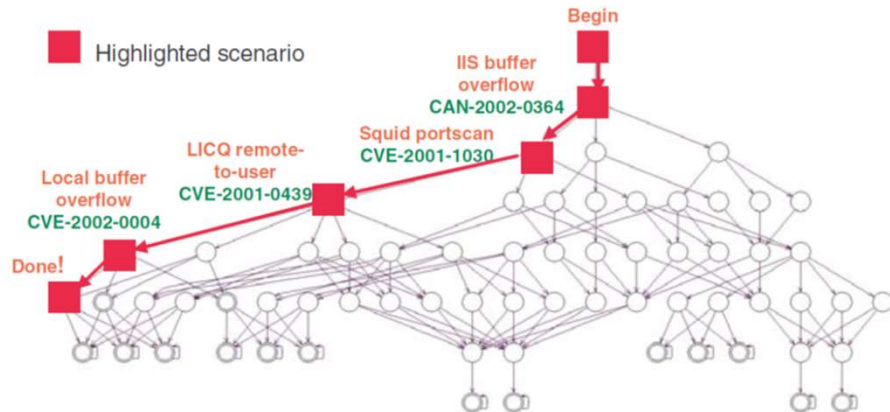 Begin
Highlighted scenario
IIS buffer
overflow
CAN-2002-0364
Squid portscan
CVE-2001-1030
LICQ remote-
to-user
CVE-2001-0439
Local buffer
overflow
CVE-2002-0004
Done!